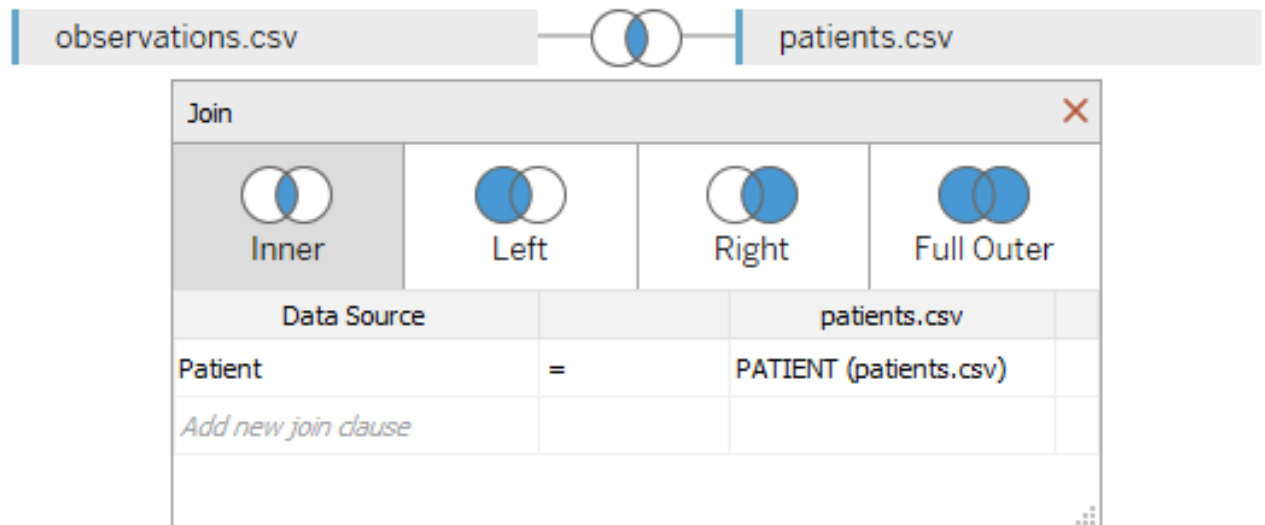 observations.csv
patients.csv
Join
Inner
Left
Right
Full Outer
Data Source
patients.csv
Patient = PATIENT (patients.csv)
Add new join clause